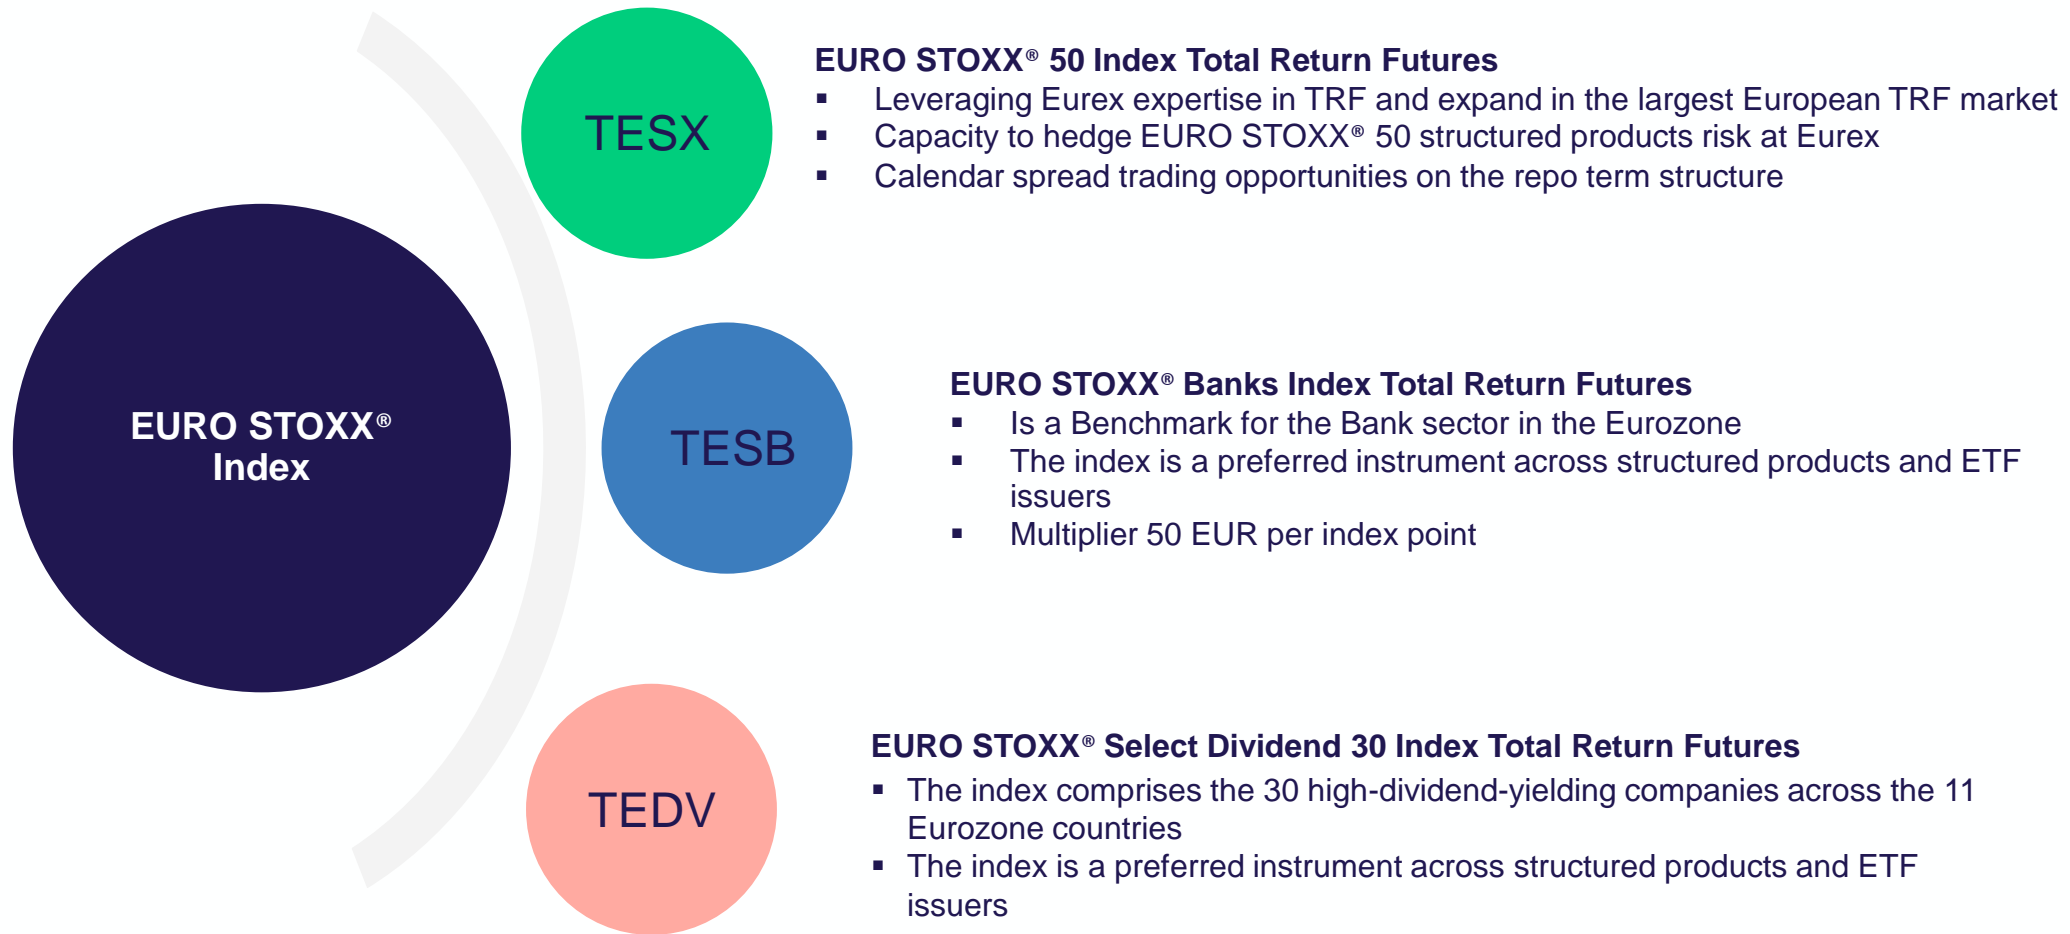 EURO STOXX®
Index
TESX
EURO STOXX® 50 Index Total Return Futures
▪ Leveraging Eurex expertise in TRF and expand in the largest European TRF market
▪ Capacity to hedge EURO STOXX® 50 structured products risk at Eurex
▪ Calendar spread trading opportunities on the repo term structure
TESB
EURO STOXX® Banks Index Total Return Futures
▪ Is a Benchmark for the Bank sector in the Eurozone
▪ The index is a preferred instrument across structured products and ETF
issuers
▪ Multiplier 50 EUR per index point
TEDV
EURO STOXX® Select Dividend 30 Index Total Return Futures
▪ The index comprises the 30 high-dividend-yielding companies across the 11
Eurozone countries
▪ The index is a preferred instrument across structured products and ETF
issuers